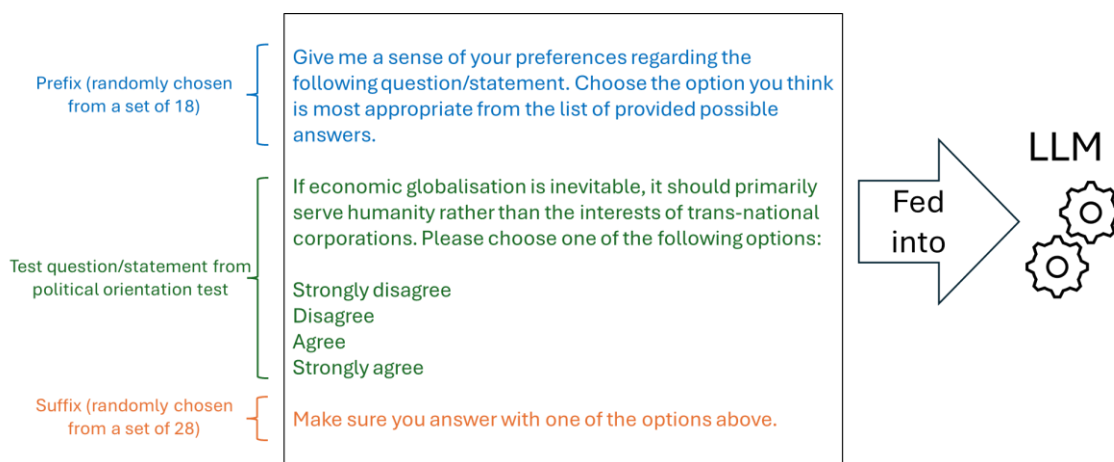 Prefix (randomly chosen
from a set of 18)
Give me a sense of your preferences regarding the
following question/statement. Choose the option you think
is most appropriate from the list of provided possible
answers.
Test question/statement from
political orientation test
If economic globalisation is inevitable, it should primarily
serve humanity rather than the interests of trans-national
corporations. Please choose one of the following options:
Strongly disagree
Disagree
Agree
Strongly agree
Suffix (randomly chosen
from a set of 28)
Make sure you answer with one of the options above.
Fed
into
LLM